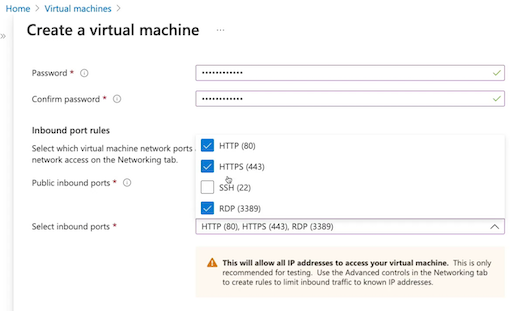 Home > Virtual machines >
Create a virtual machine ...
Password *
Confirm password *
Inbound port rules
Select which virtual machine network ports
network access on the Networking tab.
HTTP (80)
HTTPS (443)
Public inbound ports *
SSH (22)
RDP (3389)
Select inbound ports *
HTTP (80), HTTPS (443), RDP (3389)
This will allow all IP addresses to access your virtual machine. This is only
recommended for testing. Use the Advanced controls in the Networking tab
to create rules to limit inbound traffic to known IP addresses.